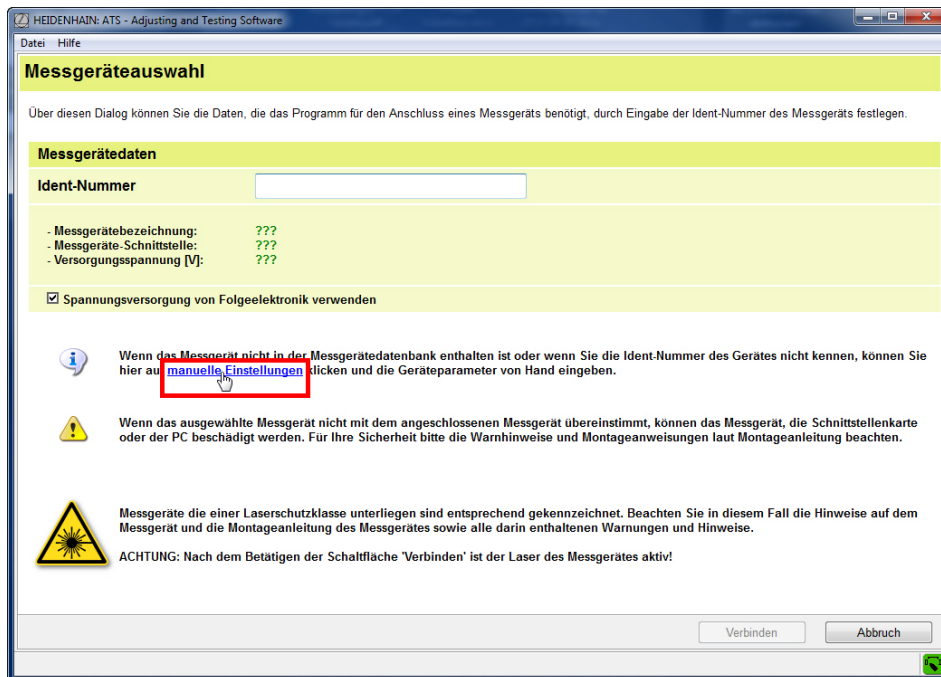 HEIDENHAIN: ATS - Adjusting and Testing Software
Datei Hilfe
Messgeräteauswahl
Über diesen Dialog können Sie die Daten, die das Programm für den Anschluss eines Messgeräts benötigt, durch Eingabe der Ident-Nummer des Messgeräts festlegen.
Messgerätedaten
Ident-Nummer
- Messgerätebezeichnung: ???
- Messgeräte-Schnittstelle: ???
- Versorgungsspannung [V]: ???
Spannungsversorgung von Folgeelektronik verwenden
Wenn das Messgerät nicht in der Messgerätedatenbank enthalten ist oder wenn Sie die Ident-Nummer des Gerätes nicht kennen, können Sie
hier au manuelle Einstellungen klicken und die Geräteparameter von Hand eingeben.
Wenn das ausgewählte Messgerät nicht mit dem angeschlossenen Messgerät übereinstimmt, können das Messgerät, die Schnittstellenkarte
oder der PC beschädigt werden. Für Ihre Sicherheit bitte die Warnhinweise und Montageanweisungen laut Montageanleitung beachten.
Messgeräte die einer Laserschutzklasse unterliegen sind entsprechend gekennzeichnet. Beachten Sie in diesem Fall die Hinweise auf dem
Messgerät und die Montageanleitung des Messgerätes sowie alle darin enthaltenen Warnungen und Hinweise.
ACHTUNG: Nach dem Betätigen der Schaltfläche 'Verbinden' ist der Laser des Messgerätes aktiv!
Verbinden Abbruch